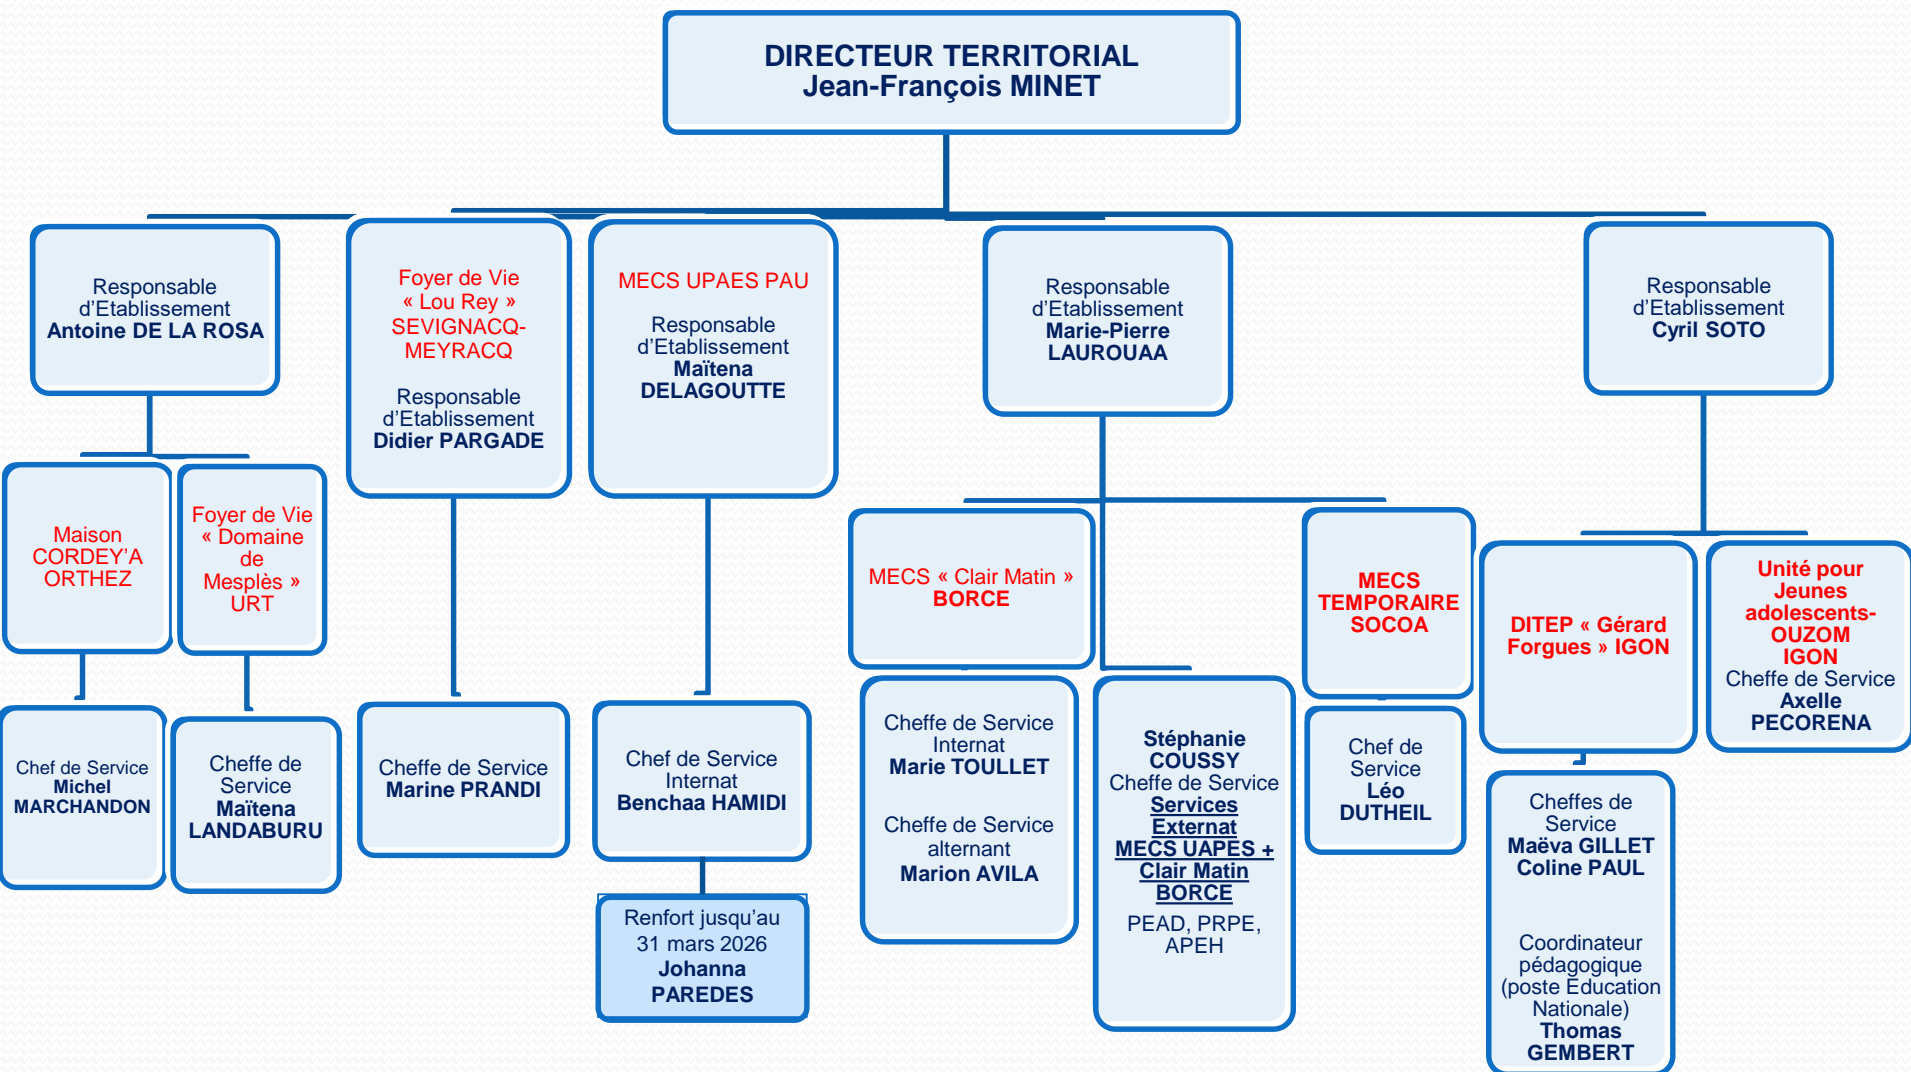 DIRECTEUR TERRITORIAL
Jean-François MINET
Responsable
d’Etablissement
Antoine DE LA ROSA
Foyer de Vie
« Lou Rey »
SEVIGNACQ-
MEYRACQ
Responsable
d’Etablissement
Didier PARGADE
MECS UPAES PAU
Responsable
d’Etablissement
Maïtena
DELAGOUTTE
Responsable
d’Etablissement
Marie-Pierre
LAUROUAA
Responsable
d’Etablissement
Cyril SOTO
Maison
CORDEY’A
ORTHEZ
Foyer de Vie
« Domaine
de
Mesplès »
URT
MECS « Clair Matin »
BORCE
MECS
TEMPORAIRE
SOCOA
DITEP « Gérard
Forgues » IGON
Unité pour
Jeunes
adolescents-
OUZOM
IGON
Cheffe de Service
Axelle
PECORENA
Chef de Service
Michel
MARCHANDON
Cheffe de
Service
Maïtena
LANDABURU
Cheffe de Service
Marine PRANDI
Chef de Service
Internat
Benchaa HAMIDI
Renfort jusqu’au
31 mars 2026
Johanna
PAREDES
Cheffe de Service
Internat
Marie TOULLET
Cheffe de Service
alternant
Marion AVILA
Stéphanie
COUSSY
Cheffe de Service
Services
Externat
MECS UAPES +
Clair Matin
BORCE
PEAD, PRPE,
APEH
Chef de
Service
Léo
DUTHEIL
Cheffes de
Service
Maëva GILLET
Coline PAUL
Coordinateur
pédagogique
(poste Education
Nationale)
Thomas
GEMBERT